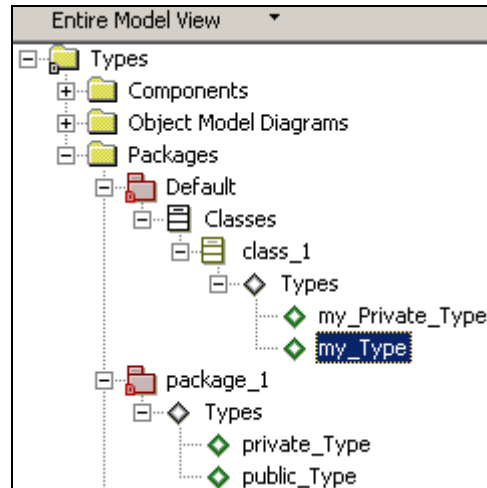 Entire Model View
Types
Components
Object Model Diagrams
Packages
Default
Classes
class_1
Types
my_Private_Type
my_Type
package_1
Types
private_Type
public_Type